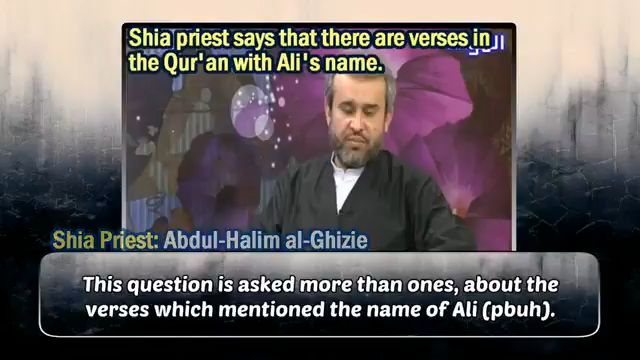 Shia priest says that there are verses in
the Qur'an with Ali's name.
Shia Priest: Abdul-Halim al-Ghizie
This question is asked more than ones, about the
verses which mentioned the name of Ali (pbuh).